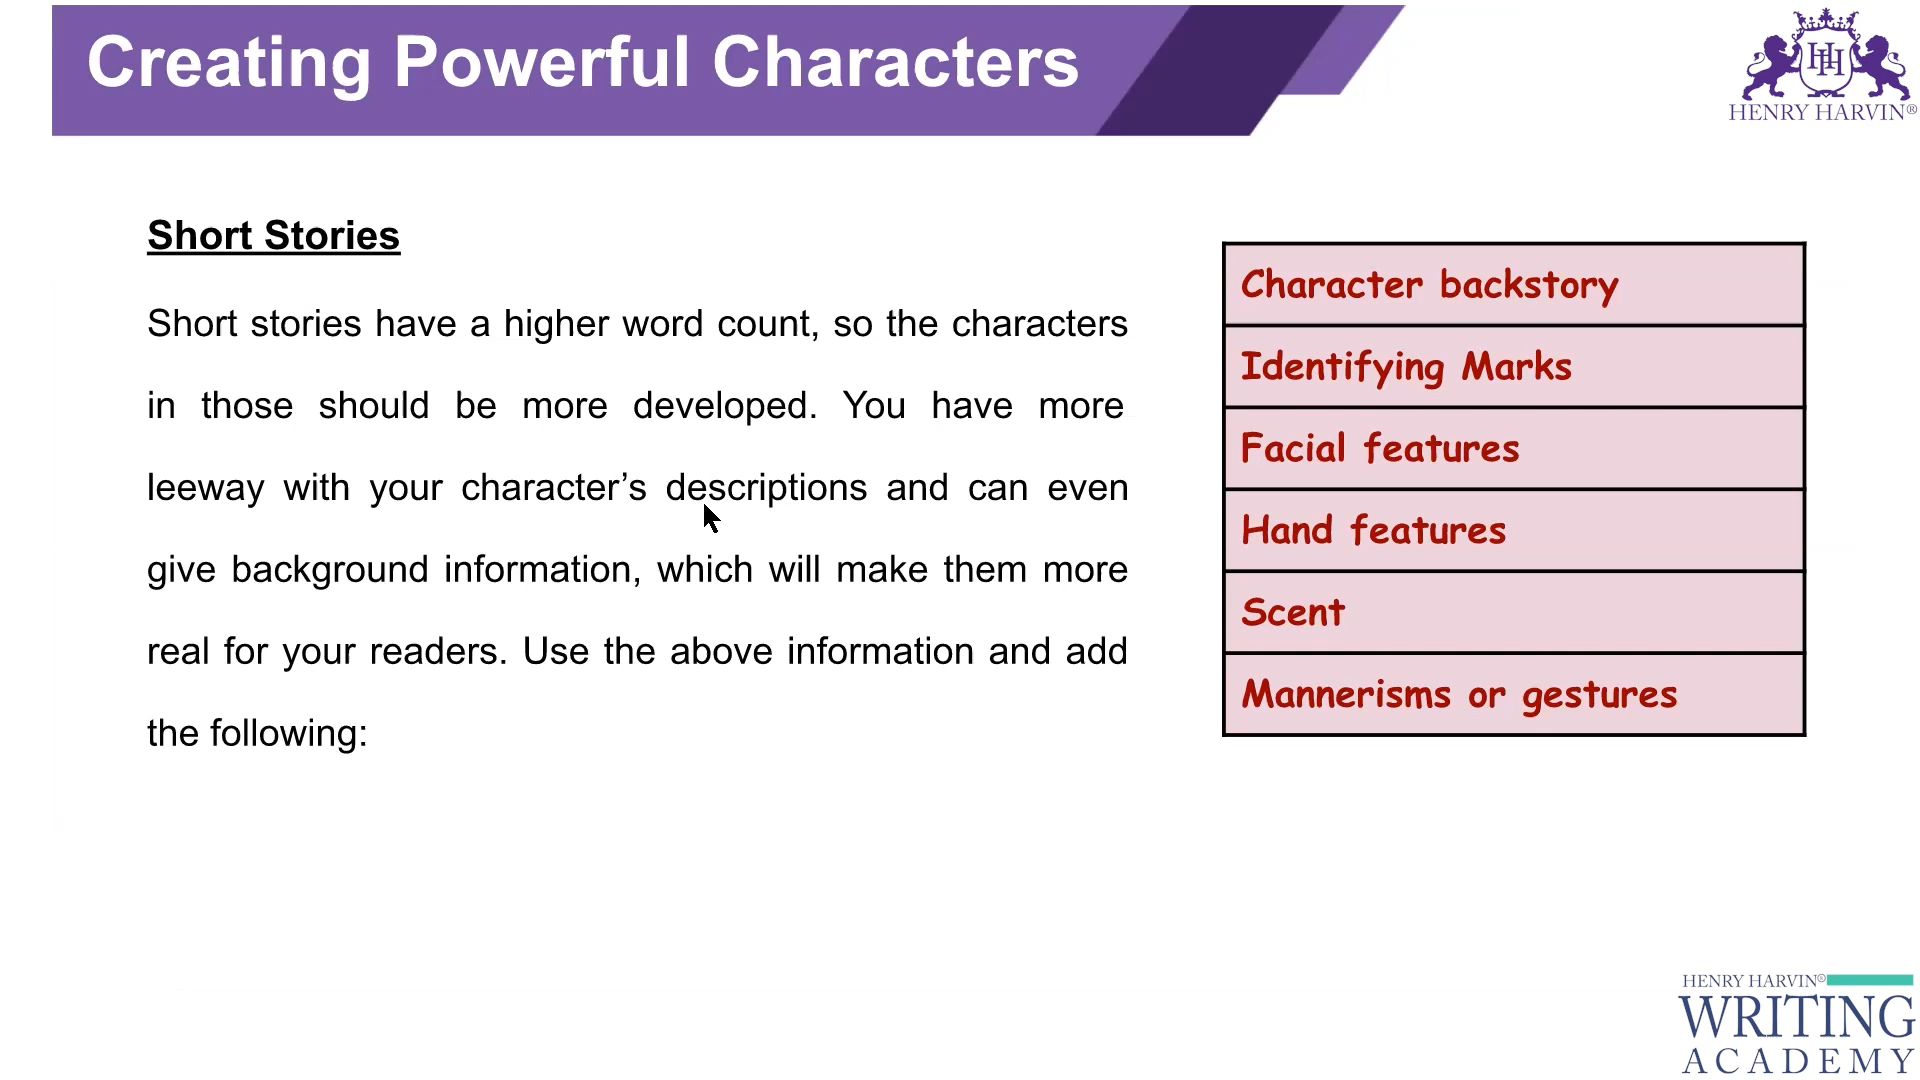 Creating Powerful Characters
HENRY HARVIN®
Short Stories
Short stories have a higher word count, so the characters
in those should be more developed. You have more
leeway with your character’s descriptions and can even
give background information, which will make them more
real for your readers. Use the above information and add
the following:
Character backstory
Identifying Marks
Facial features
Hand features
Scent
Mannerisms or gestures
HENRY HARVIN®
WRITING
ACADEMY